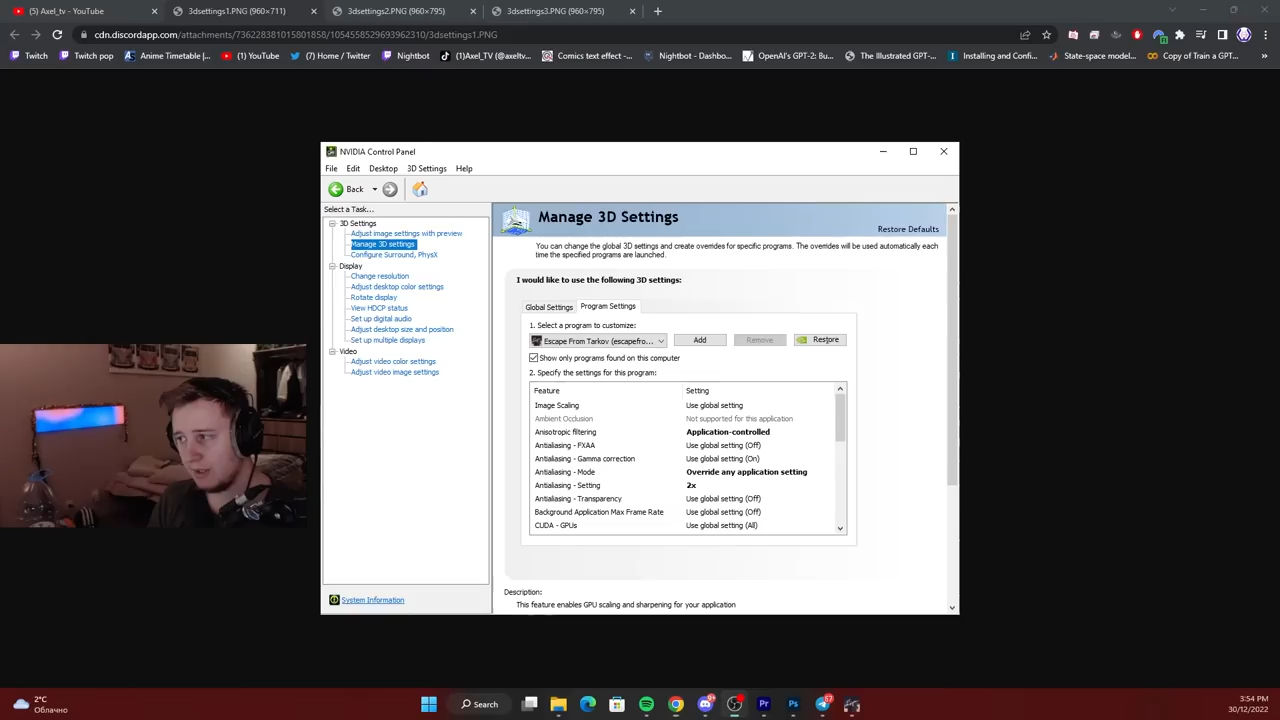 (5) Axel_tv - YouTube
3dsettings1.PNG (960×711)
3dsettings2.PNG (960×795)
3dsettings3.PNG (960×795)
cdn.discordapp.com/attachments/736228381015801858/1054558529693962310/3dsettings1.PNG
Twitch
Twitch pop
Anime Timetable |...
(1) YouTube
(7) Home / Twitter
Nightbot
(1)Axel_TV (@axeltv...
Comics text effect -...
Nightbot - Dashbo...
OpenAI's GPT-2: Bu...
The Illustrated GPT-...
Installing and Confi...
State-space model...
Copy of Train a GPT...
NVIDIA Control Panel
File Edit Desktop 3D Settings Help
Back
Select a Task...
3D Settings
Adjust image settings with preview
Manage 3D settings
Configure Surround, PhysX
Display
Change resolution
Adjust desktop color settings
Rotate display
View HDCP status
Set up digital audio
Adjust desktop size and position
Set up multiple displays
Video
Adjust video color settings
Adjust video image settings
System Information
Manage 3D Settings
Restore Defaults
You can change the global 3D settings and create overrides for specific programs. The overrides will be used automatically each
time the specified programs are launched.
I would like to use the following 3D settings:
Global Settings Program Settings
1. Select a program to customize:
Escape From Tarkov (escapefro...
Add
Remove
Restore
Show only programs found on this computer
2. Specify the settings for this program:
Feature Setting
Image Scaling Use global setting
Ambient Occlusion Not supported for this application
Anisotropic filtering Application-controlled
Antialiasing - FXAA Use global setting (Off)
Antialiasing - Gamma correction Use global setting (On)
Antialiasing - Mode Override any application setting
Antialiasing - Setting 2x
Antialiasing - Transparency Use global setting (Off)
Background Application Max Frame Rate Use global setting (Off)
CUDA - GPUs Use global setting (All)
Description:
This feature enables GPU scaling and sharpening for your application
2°C
Облачно
Search
3:54 PM
30/12/2022